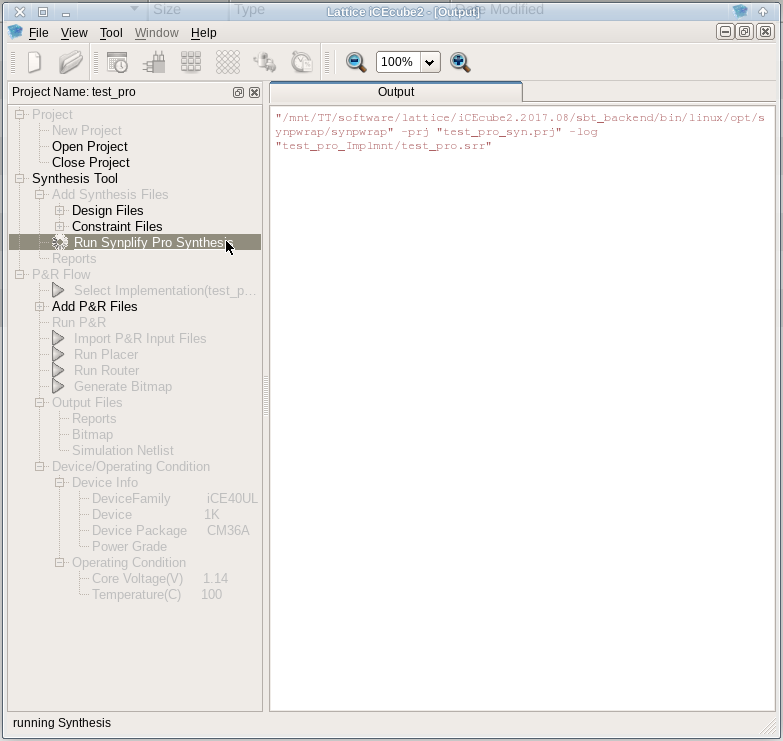 Size Type Date Modified
Lattice iCEcube2 - [Output]
File View Tool Window Help
100%
Project Name: test_pro
Output
Project
New Project
Open Project
Close Project
Synthesis Tool
Add Synthesis Files
Design Files
Constraint Files
Run Synplify Pro Synthesis
Reports
P&R Flow
Select Implementation(test_p...
Add P&R Files
Run P&R
Import P&R Input Files
Run Placer
Run Router
Generate Bitmap
Output Files
Reports
Bitmap
Simulation Netlist
Device/Operating Condition
Device Info
DeviceFamily iCE40UL
Device 1K
Device Package CM36A
Power Grade
Operating Condition
Core Voltage(V) 1.14
Temperature(C) 100
"/mnt/TT/software/lattice/iCEcube2.2017.08/sbt_backend/bin/linux/opt/s
ynpwrap/synpwrap" -prj "test_pro_syn.prj" -log
"test_pro_Implmnt/test_pro.srr"
running Synthesis